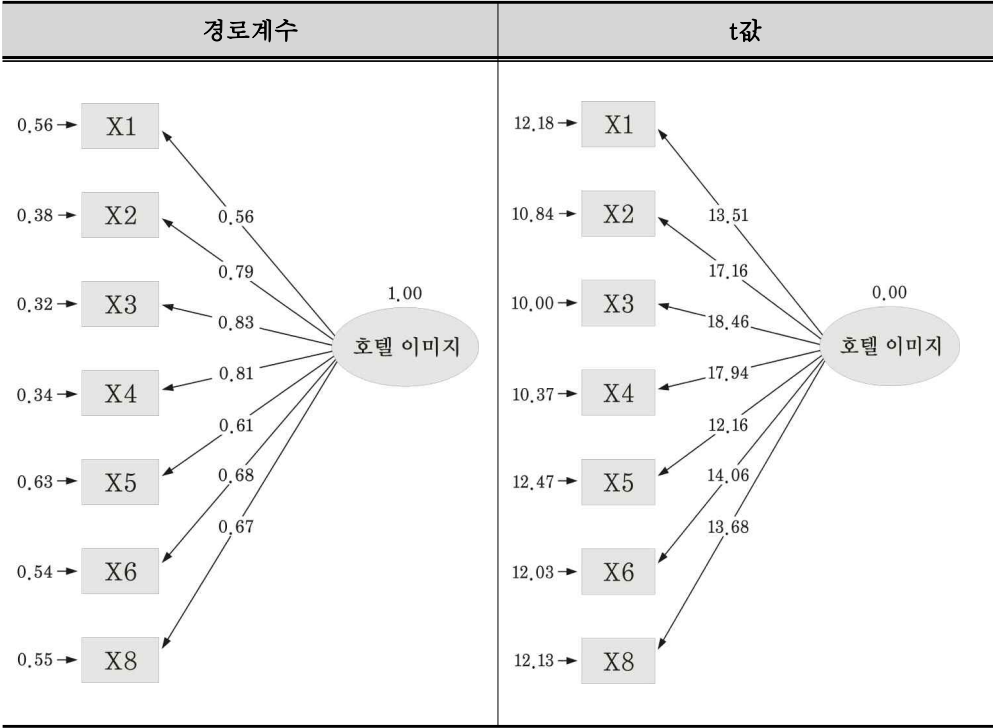 경로계수
t값
0.56 X1
0.38 X2
0.32 X3
0.34 X4
0.63 X5
0.54 X6
0.55 X8
0.56
0.79
0.83
0.81
0.61
0.68
0.67
1.00
호텔 이미지
12.18 X1
10.84 X2
10.00 X3
10.37 X4
12.47 X5
12.03 X6
12.13 X8
13.51
17.16
18.46
17.94
12.16
14.06
13.68
0.00
호텔 이미지